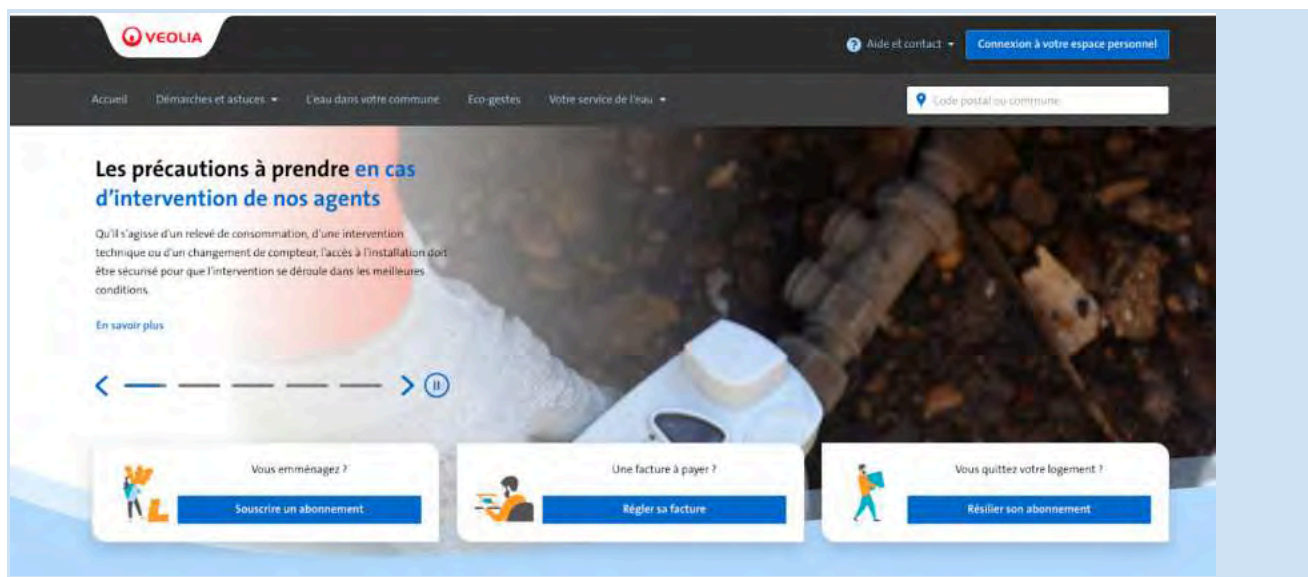 VEOLIA
Aide et contact
Connexion à votre espace personnel
Accueil
Démarches et astuces
L'eau dans votre commune
Eco-gestes
Votre service de l'eau
Code postal ou commune
Les précautions à prendre en cas
d'intervention de nos agents
Qu'il s'agisse d'un relevé de consommation, d'une intervention
technique ou d'un changement de compteur, l'accès à l'installation doit
être sécurisé pour que l'intervention se déroule dans les meilleures
conditions.
En savoir plus
Vous emménagez ?
Souscrire un abonnement
Une facture à payer ?
Régler sa facture
Vous quittez votre logement ?
Résilier son abonnement